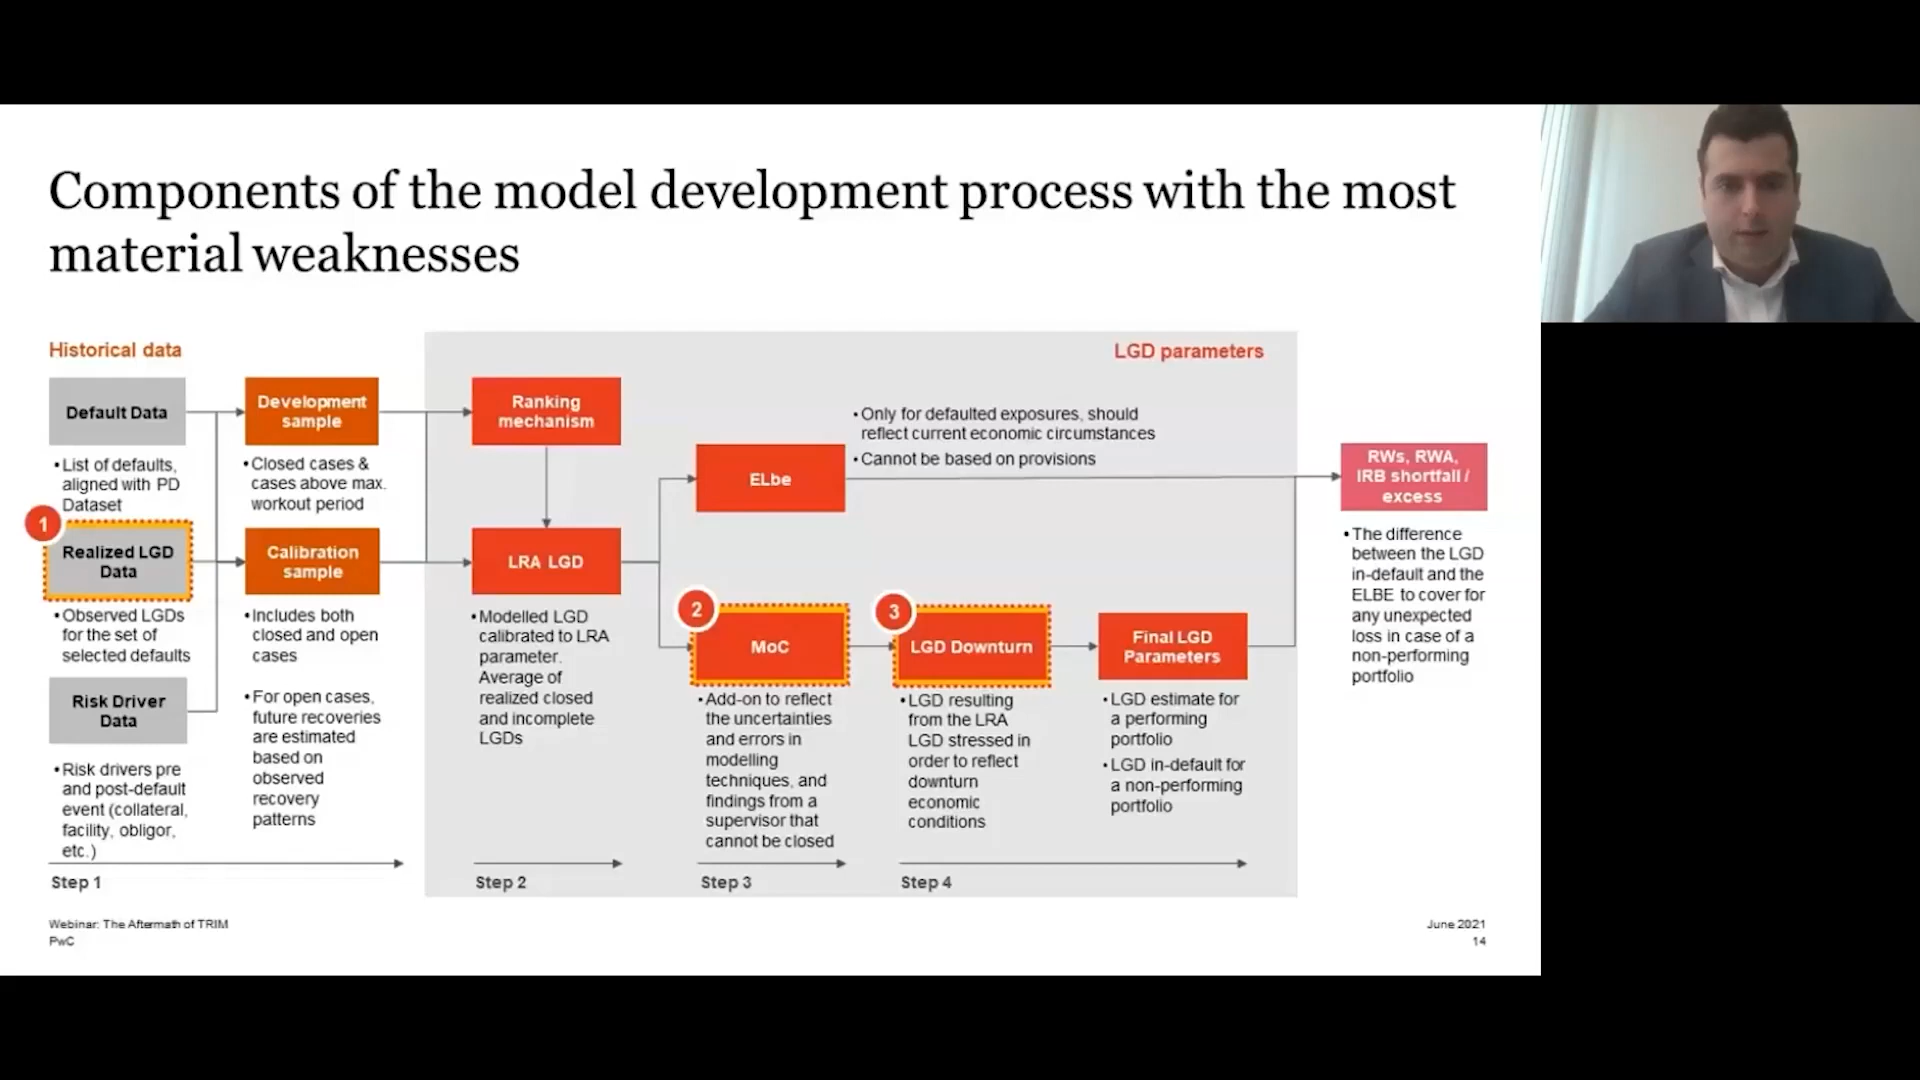 Components of the model development process with the most
material weaknesses
Historical data
LGD parameters
Default Data
• List of defaults,
aligned with PD
Dataset
1
Realized LGD
Data
• Observed LGDs
for the set of
selected defaults
Risk Driver
Data
• Risk drivers pre
and post-default
event (collateral,
facility, obligor,
etc.)
Step 1
Development
sample
• Closed cases &
cases above max.
workout period
Calibration
sample
• Includes both
closed and open
cases
• For open cases,
future recoveries
are estimated
based on
observed
recovery
patterns
Ranking
mechanism
LRA LGD
• Modelled LGD
calibrated to LRA
parameter.
Average of
realized closed
and incomplete
LGDs
Step 2
ELbe
• Only for defaulted exposures, should
reflect current economic circumstances
• Cannot be based on provisions
2
MoC
• Add-on to reflect
the uncertainties
and errors in
modelling
techniques, and
findings from a
supervisor that
cannot be closed
Step 3
3
LGD Downturn
• LGD resulting
from the LRA
LGD stressed in
order to reflect
downturn
economic
conditions
Step 4
Final LGD
Parameters
• LGD estimate for
a performing
portfolio
• LGD in-default for
a non-performing
portfolio
RWs, RWA,
IRB shortfall /
excess
• The difference
between the LGD
in-default and the
ELBE to cover for
any unexpected
loss in case of a
non-performing
portfolio
Webinar: The Aftermath of TRIM
PwC
June 2021
14